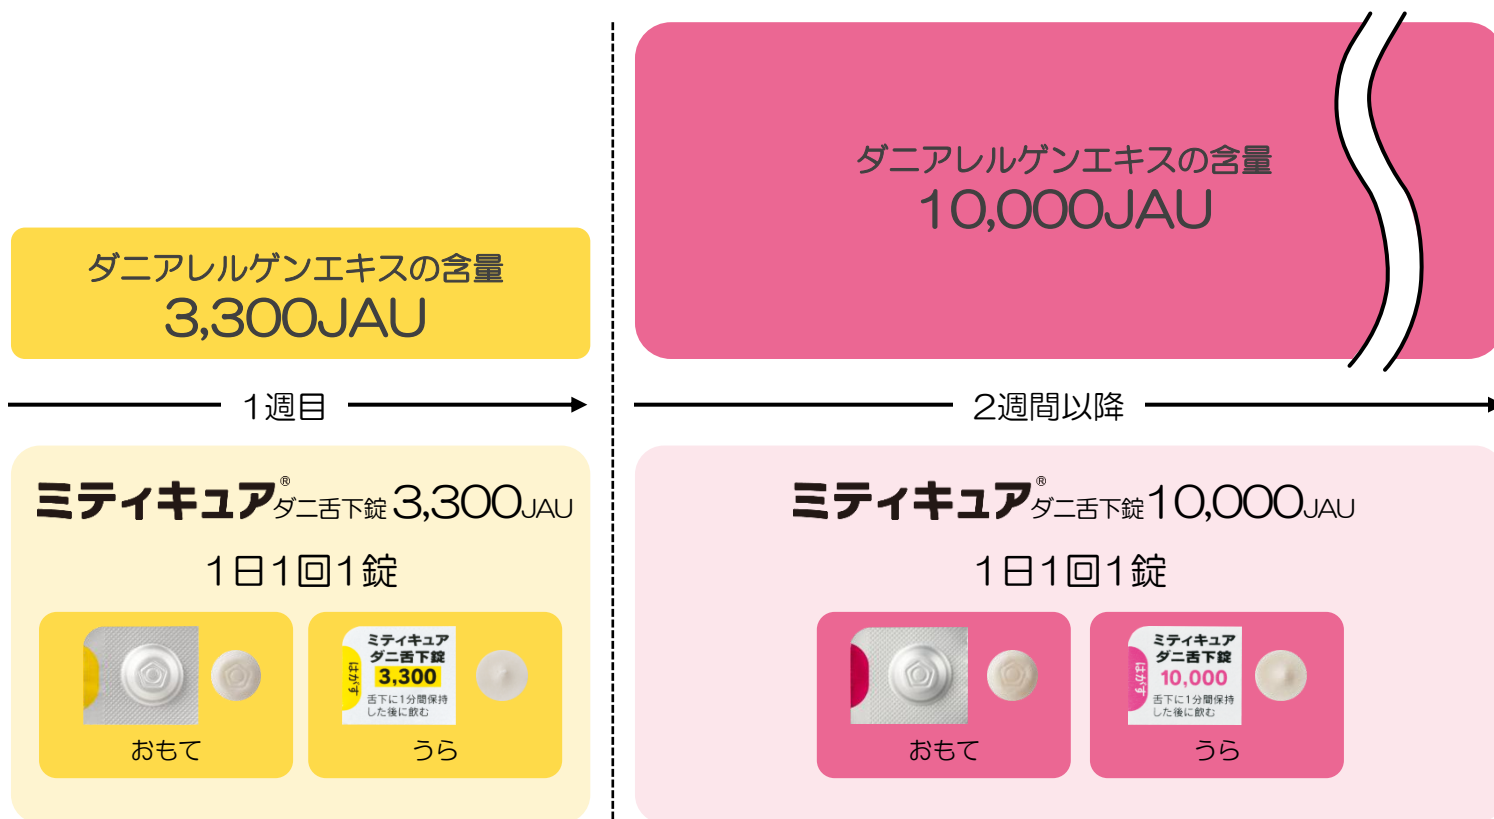 ダニアレルゲンエキスの含量
3,300JAU
ダニアレルゲンエキスの含量
10,000JAU
1週目
2週間以降
ミティキュア®ダニ舌下錠3,300JAU
1日1回1錠
おもて
ミティキュア
ダニ舌下錠
3,300
舌下に1分間保持
した後に飲む
はがす
うら
ミティキュア®ダニ舌下錠10,000JAU
1日1回1錠
おもて
ミティキュア
ダニ舌下錠
10,000
舌下に1分間保持
した後に飲む
はがす
うら